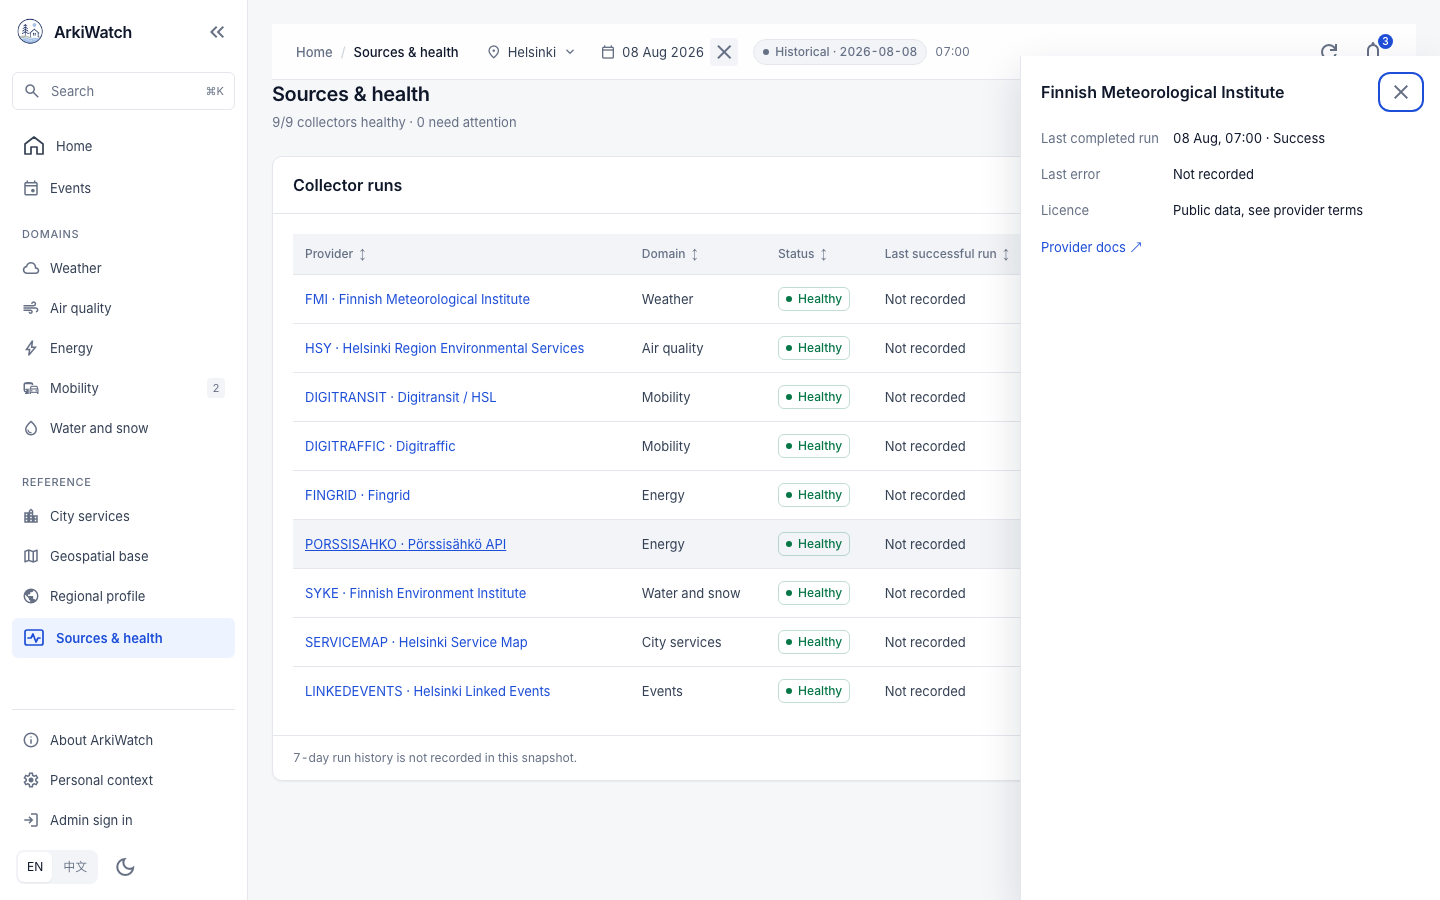 ArkiWatch
Search ⌘K
Home
Events
DOMAINS
Weather
Air quality
Energy
Mobility 2
Water and snow
REFERENCE
City services
Geospatial base
Regional profile
Sources & health
About ArkiWatch
Personal context
Admin sign in
EN 中文
Home / Sources & health Helsinki 08 Aug 2026 Historical · 2026-08-08 07:00 3
Sources & health
9/9 collectors healthy · 0 need attention
Collector runs
Provider Domain Status Last successful run
FMI · Finnish Meteorological Institute Weather Healthy Not recorded
HSY · Helsinki Region Environmental Services Air quality Healthy Not recorded
DIGITRANSIT · Digitransit / HSL Mobility Healthy Not recorded
DIGITRAFFIC · Digitraffic Mobility Healthy Not recorded
FINGRID · Fingrid Energy Healthy Not recorded
PORSSISAHKO · Pörssisähkö API Energy Healthy Not recorded
SYKE · Finnish Environment Institute Water and snow Healthy Not recorded
SERVICEMAP · Helsinki Service Map City services Healthy Not recorded
LINKEDEVENTS · Helsinki Linked Events Events Healthy Not recorded
7-day run history is not recorded in this snapshot.
Finnish Meteorological Institute
Last completed run 08 Aug, 07:00 · Success
Last error Not recorded
Licence Public data, see provider terms
Provider docs ↗